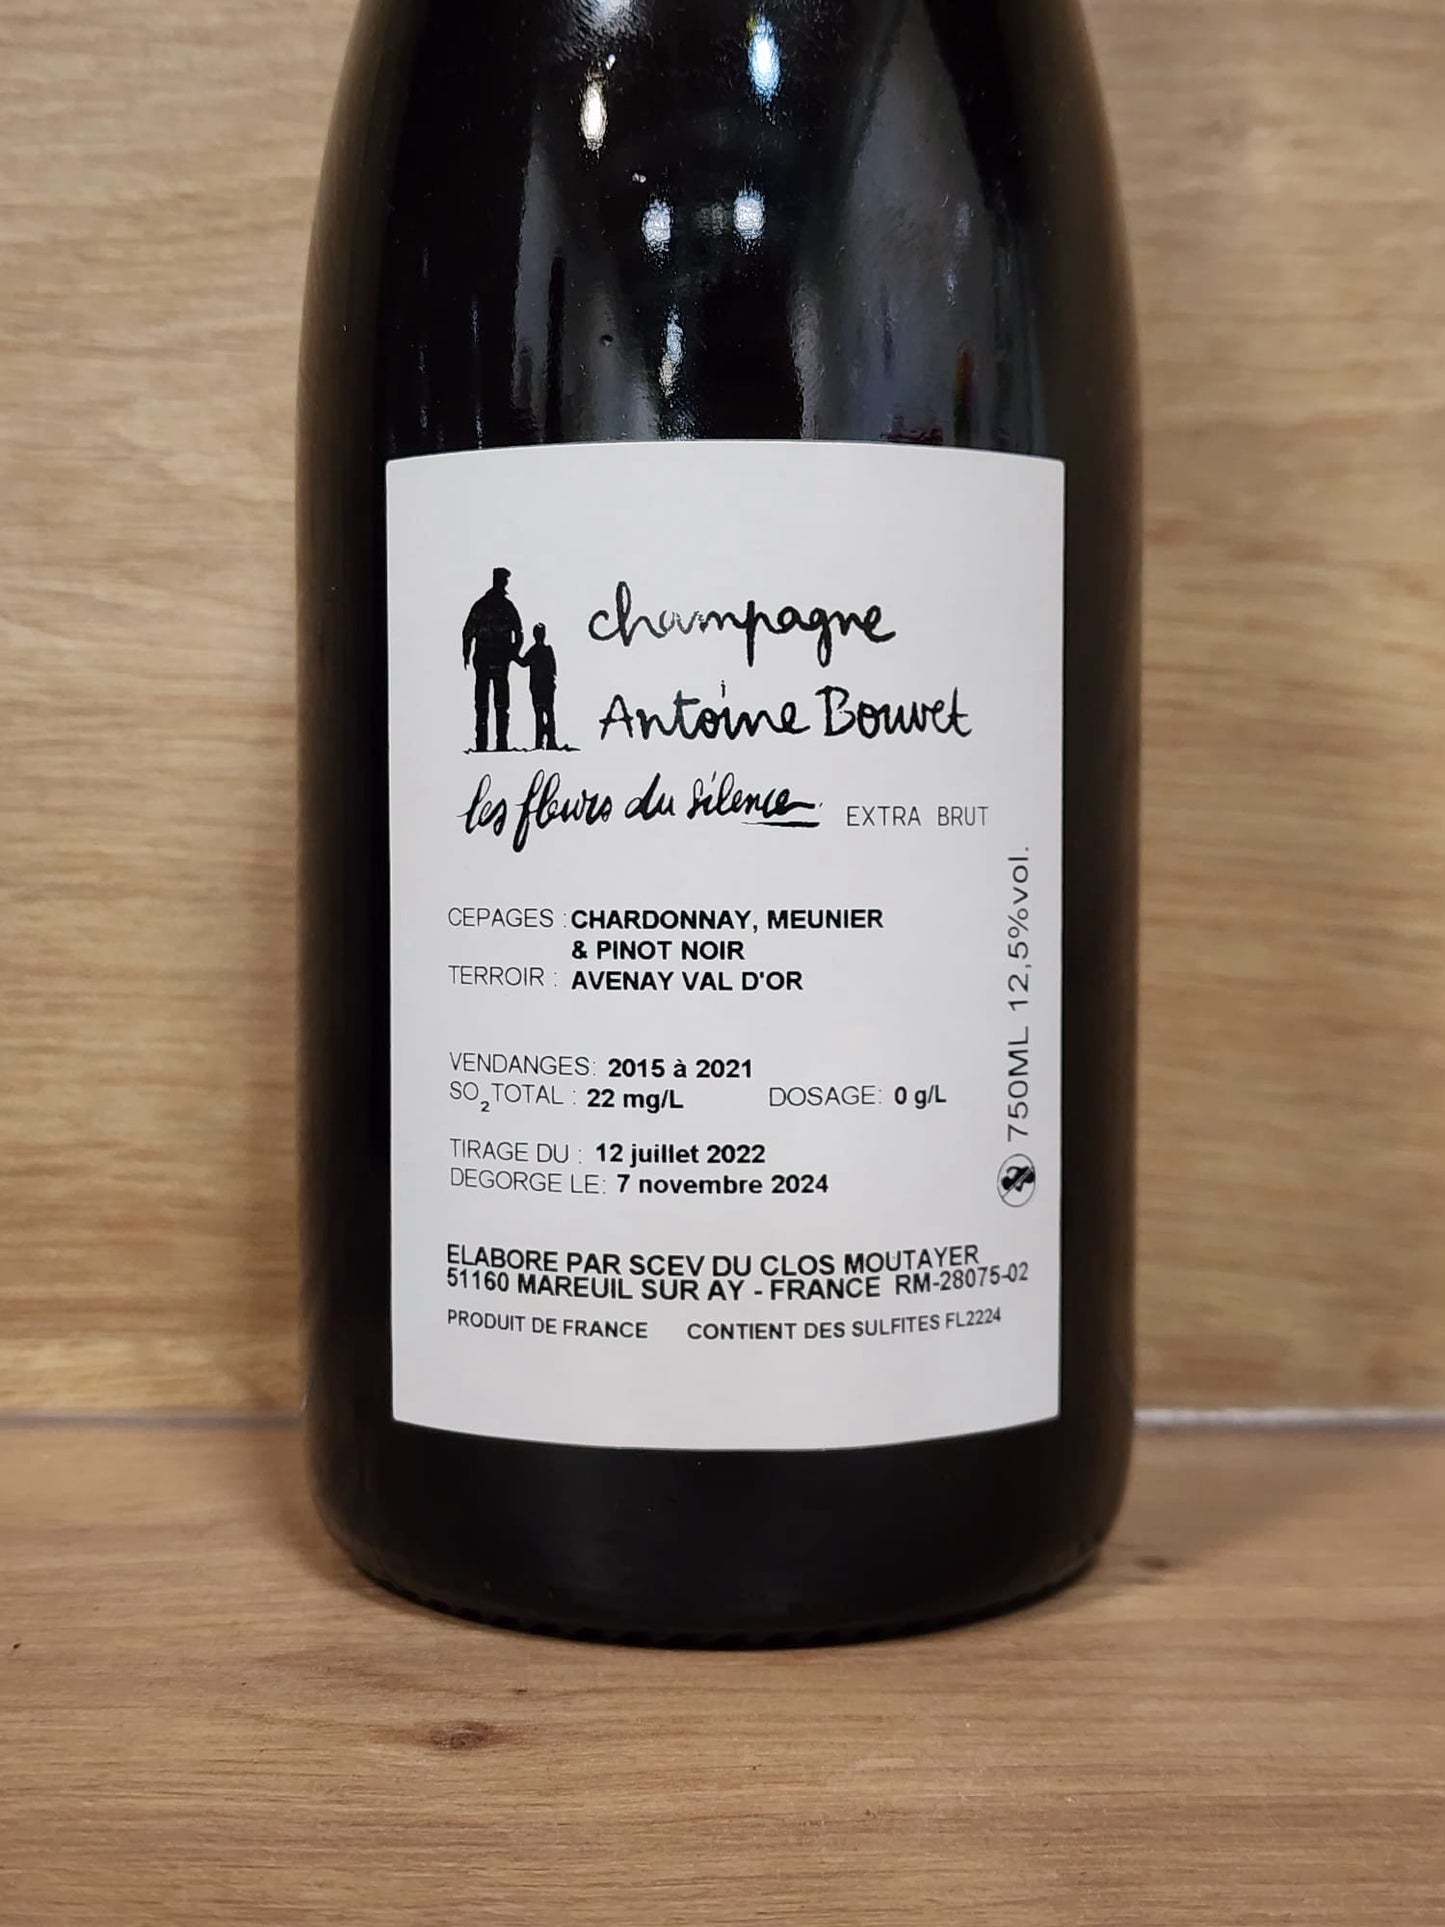 champagne
Antoine Bouvet
les fleurs du silence EXTRA BRUT
CEPAGES : CHARDONNAY, MEUNIER
& PINOT NOIR
TERROIR : AVENAY VAL D'OR
VENDANGES: 2015 à 2021
SO2 TOTAL : 22 mg/L DOSAGE: 0 g/L
TIRAGE DU : 12 juillet 2022
DEGORGE LE: 7 novembre 2024
750ML 12,5%vol.
ELABORE PAR SCEV DU CLOS MOUTAYER
51160 MAREUIL SUR AY - FRANCE RM-28075-02
PRODUIT DE FRANCE CONTIENT DES SULFITES FL2224